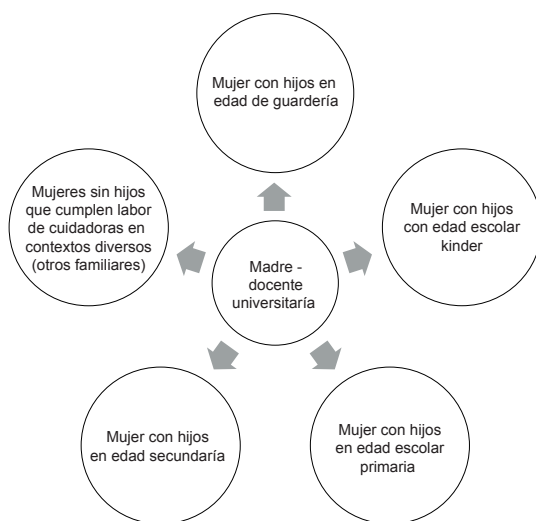 Mujer con hijos en
edad de guardería
Mujeres sin hijos
que cumplen labor
de cuidadoras en
contextos diversos
(otros familiares)
Mujer con hijos
con edad escolar
kinder
Madre -
docente
universitaría
Mujer con hijos
en edad secundaría
Mujer con hijos
en edad escolar
primaria